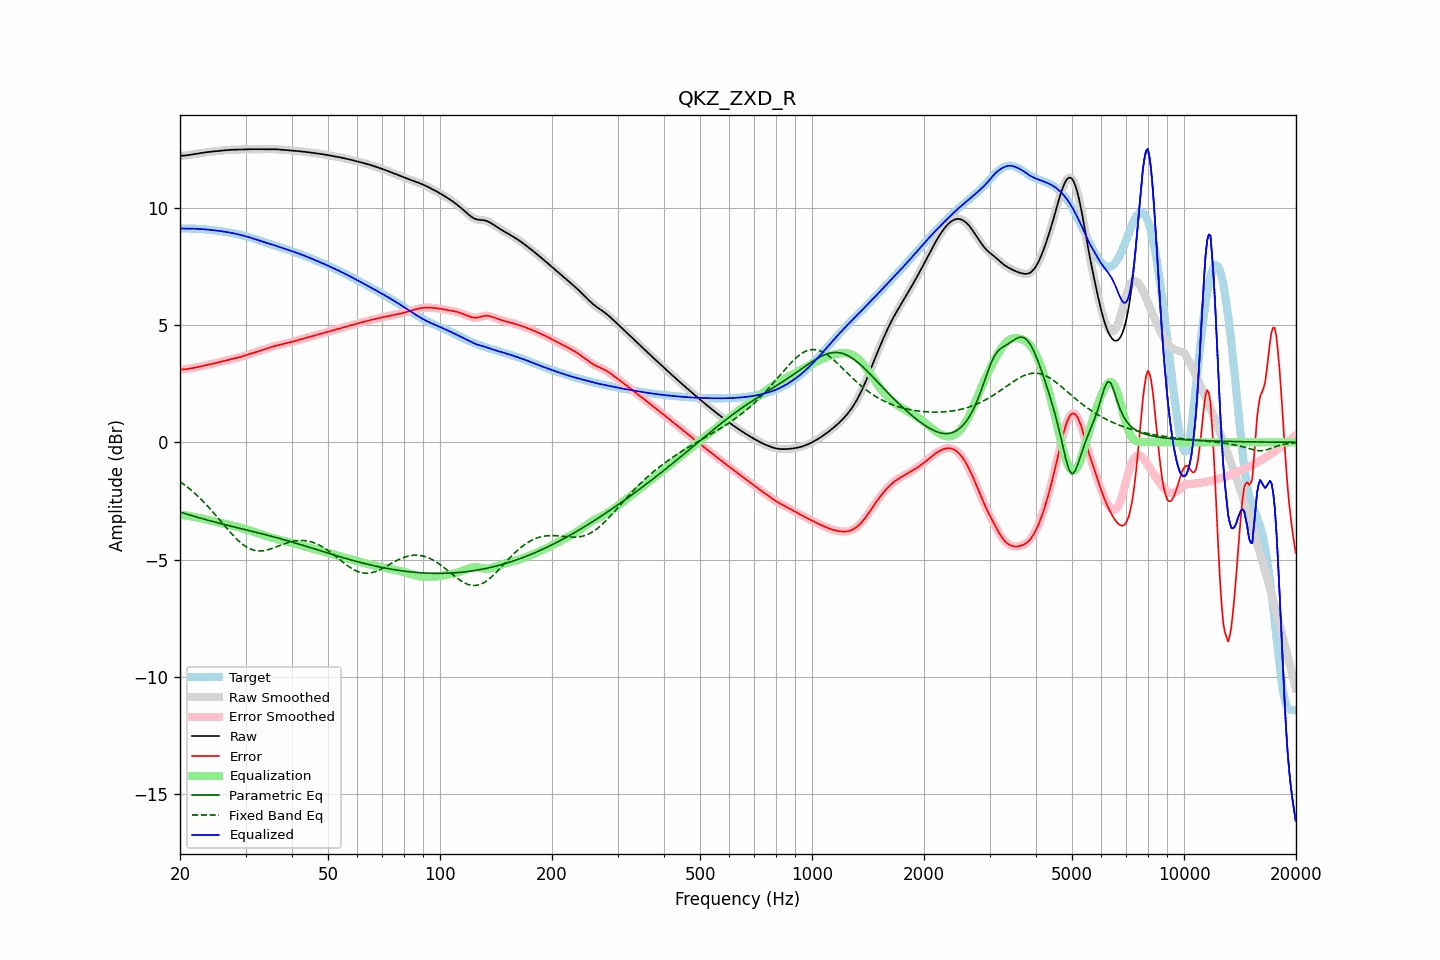 QKZ_ZXD_R
Amplitude (dBr)
10
5
0
−5
−10
−15
Target
Raw Smoothed
Error Smoothed
Raw
Error
Equalization
Parametric Eq
Fixed Band Eq
Equalized
20 50 100 200 500 1000 2000 5000 10000 20000
Frequency (Hz)